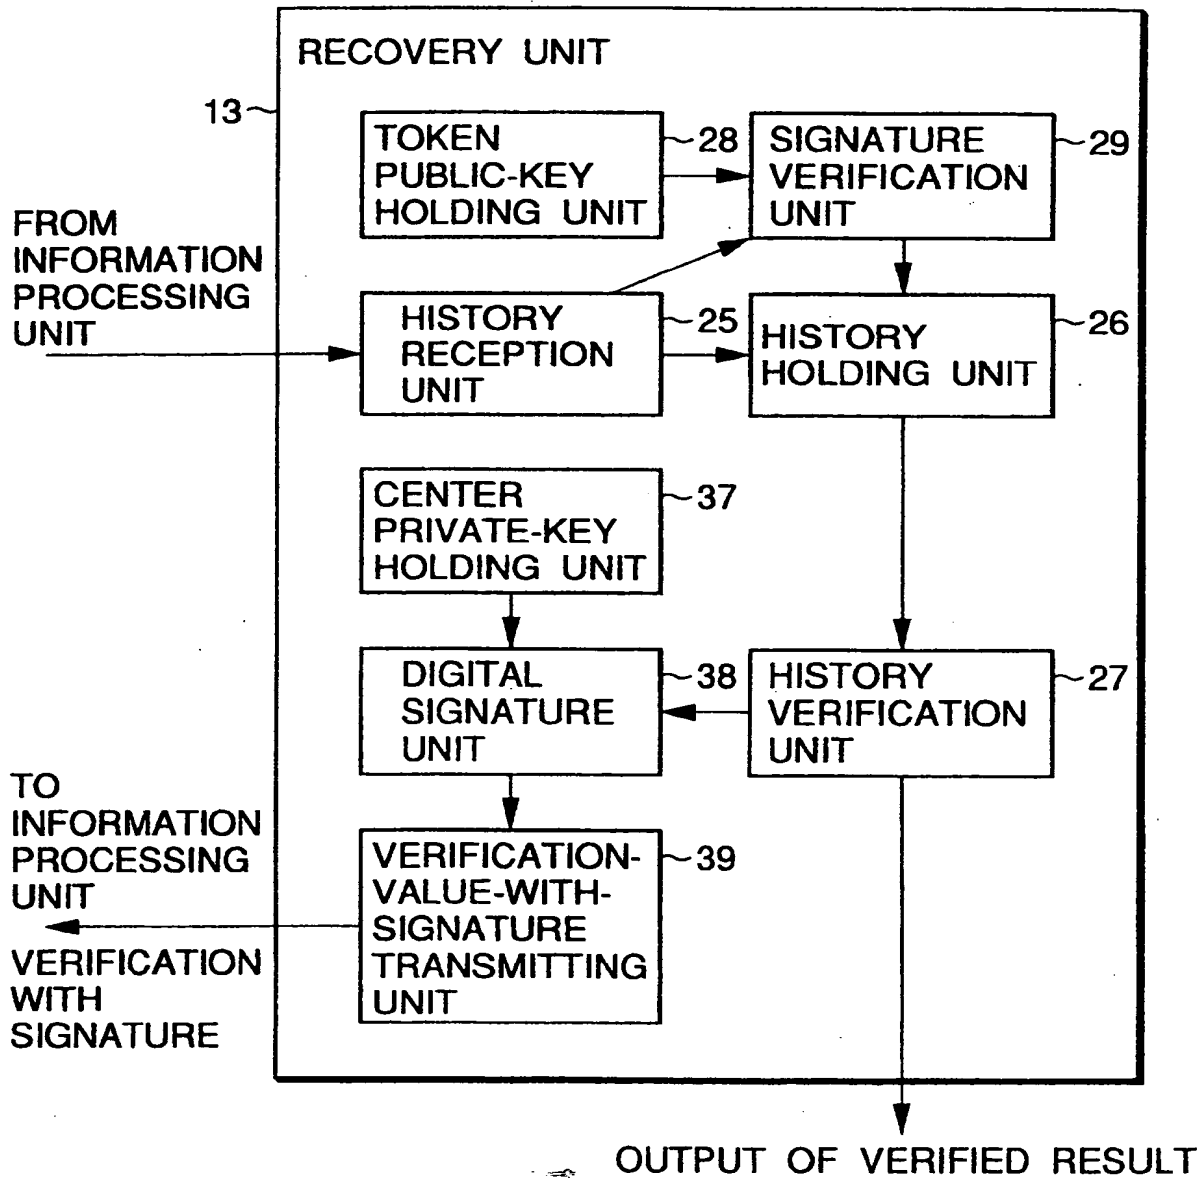 RECOVERY UNIT
13
TOKEN
PUBLIC-KEY
HOLDING UNIT
28
SIGNATURE
VERIFICATION
UNIT
29
FROM
INFORMATION
PROCESSING
UNIT
HISTORY
RECEPTION
UNIT
25
HISTORY
HOLDING UNIT
26
CENTER
PRIVATE-KEY
HOLDING UNIT
37
DIGITAL
SIGNATURE
UNIT
38
HISTORY
VERIFICATION
UNIT
27
TO
INFORMATION
PROCESSING
UNIT
VERIFICATION
WITH
SIGNATURE
VERIFICATION-
VALUE-WITH-
SIGNATURE
TRANSMITTING
UNIT
39
OUTPUT OF VERIFIED RESULT